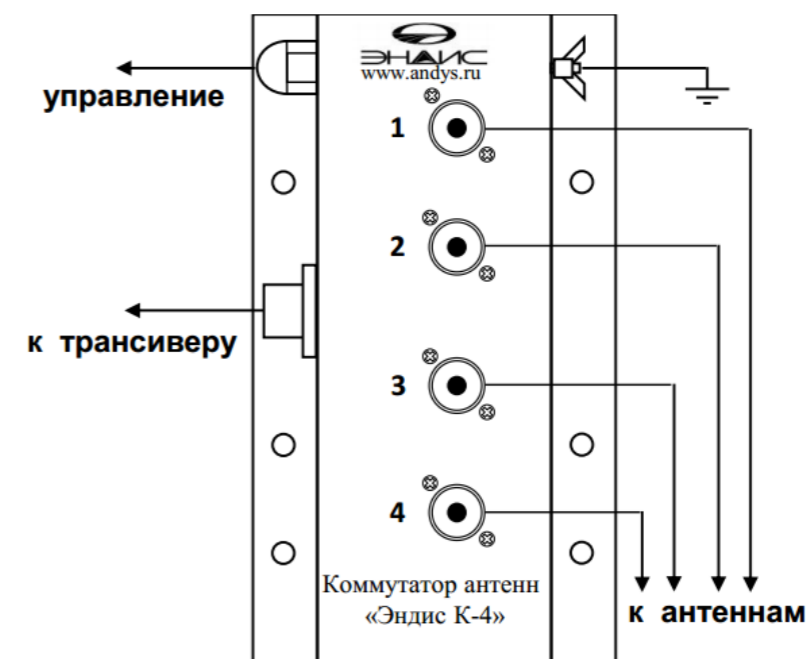 ЭНДИС
www.andys.ru
управление
1
2
к трансиверу
3
4
Коммутатор антенн
«Эндис К-4»
к антеннам